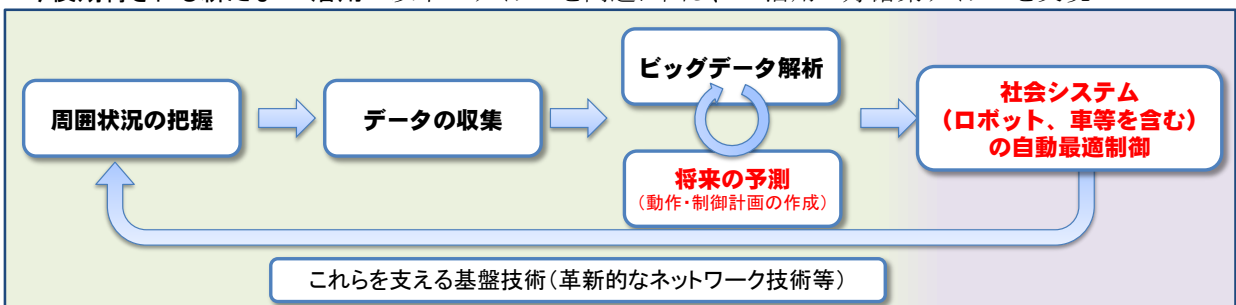 周囲状況の把握
データの収集
ビッグデータ解析
将来の予測
(動作・制御計画の作成)
社会システム
(ロボット、車等を含む)
の自動最適制御
これらを支える基盤技術(革新的なネットワーク技術等)